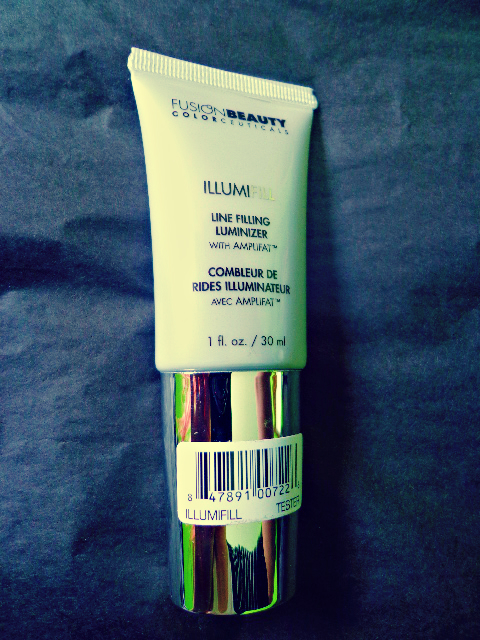 FUSIONBEAUTY
COLORCEUTICALS
ILLUMIFILL
LINE FILLING
LUMINIZER
WITH AMPLIFAT™
COMBLEUR DE
RIDES ILLUMINATEUR
AVEC AMPLIFAT™
1 fl. oz. / 30 ml
8 47891 00722
ILLUMIFILL TESTER